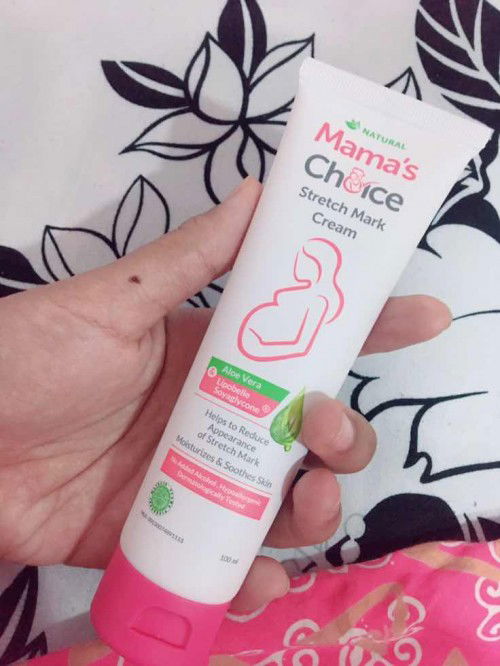 NATURAL
Mama's
Choice
Stretch Mark
Cream
Aloe Vera
& Lipobelle ®
Soyaglycone
Helps to Reduce
Appearance
of Stretch Mark
Moisturizes & Soothes Skin
No Added Alcohol, Hypoallergenic
Dermatologically Tested
100 ml